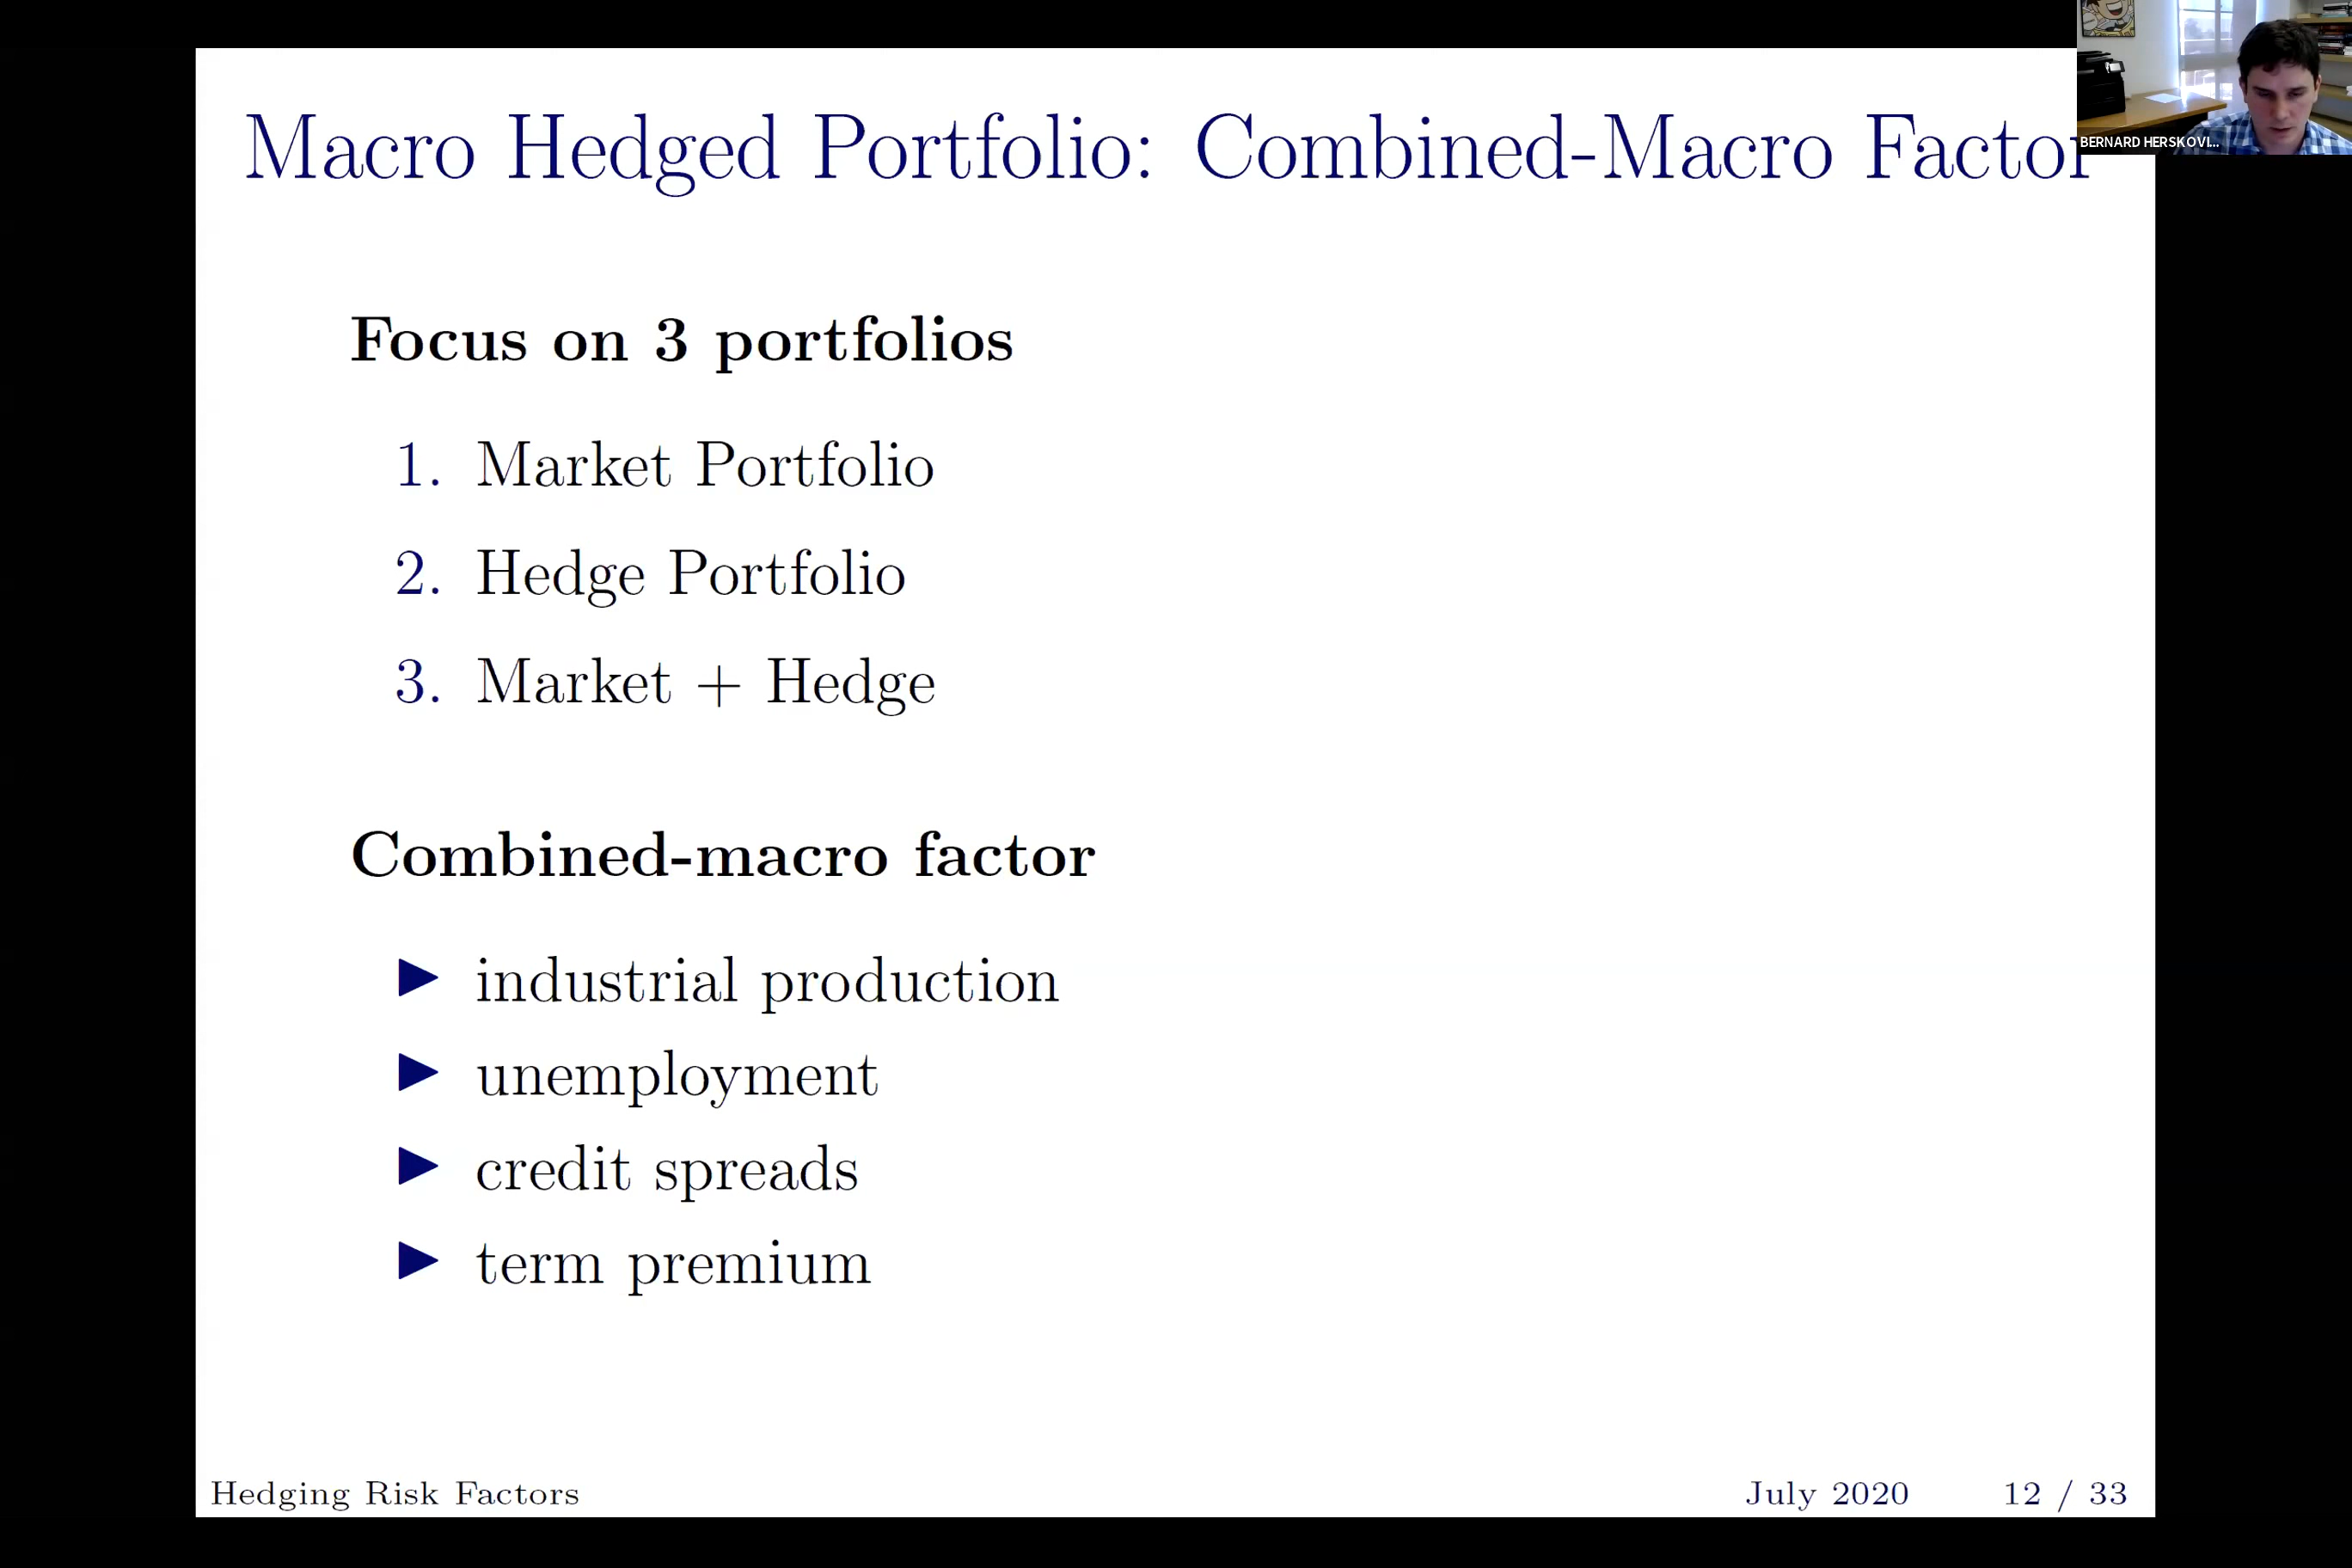 Macro Hedged Portfolio: Combined-Macro Factor
BERNARD HERSKOVI...
Focus on 3 portfolios
1. Market Portfolio
2. Hedge Portfolio
3. Market + Hedge
Combined-macro factor
industrial production
unemployment
credit spreads
term premium
Hedging Risk Factors
July 2020 12 / 33